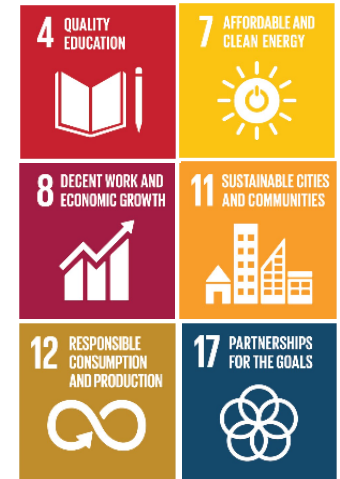 4 QUALITY
EDUCATION
7 AFFORDABLE AND
CLEAN ENERGY
8 DECENT WORK AND
ECONOMIC GROWTH
11 SUSTAINABLE CITIES
AND COMMUNITIES
12 RESPONSIBLE
CONSUMPTION
AND PRODUCTION
17 PARTNERSHIPS
FOR THE GOALS